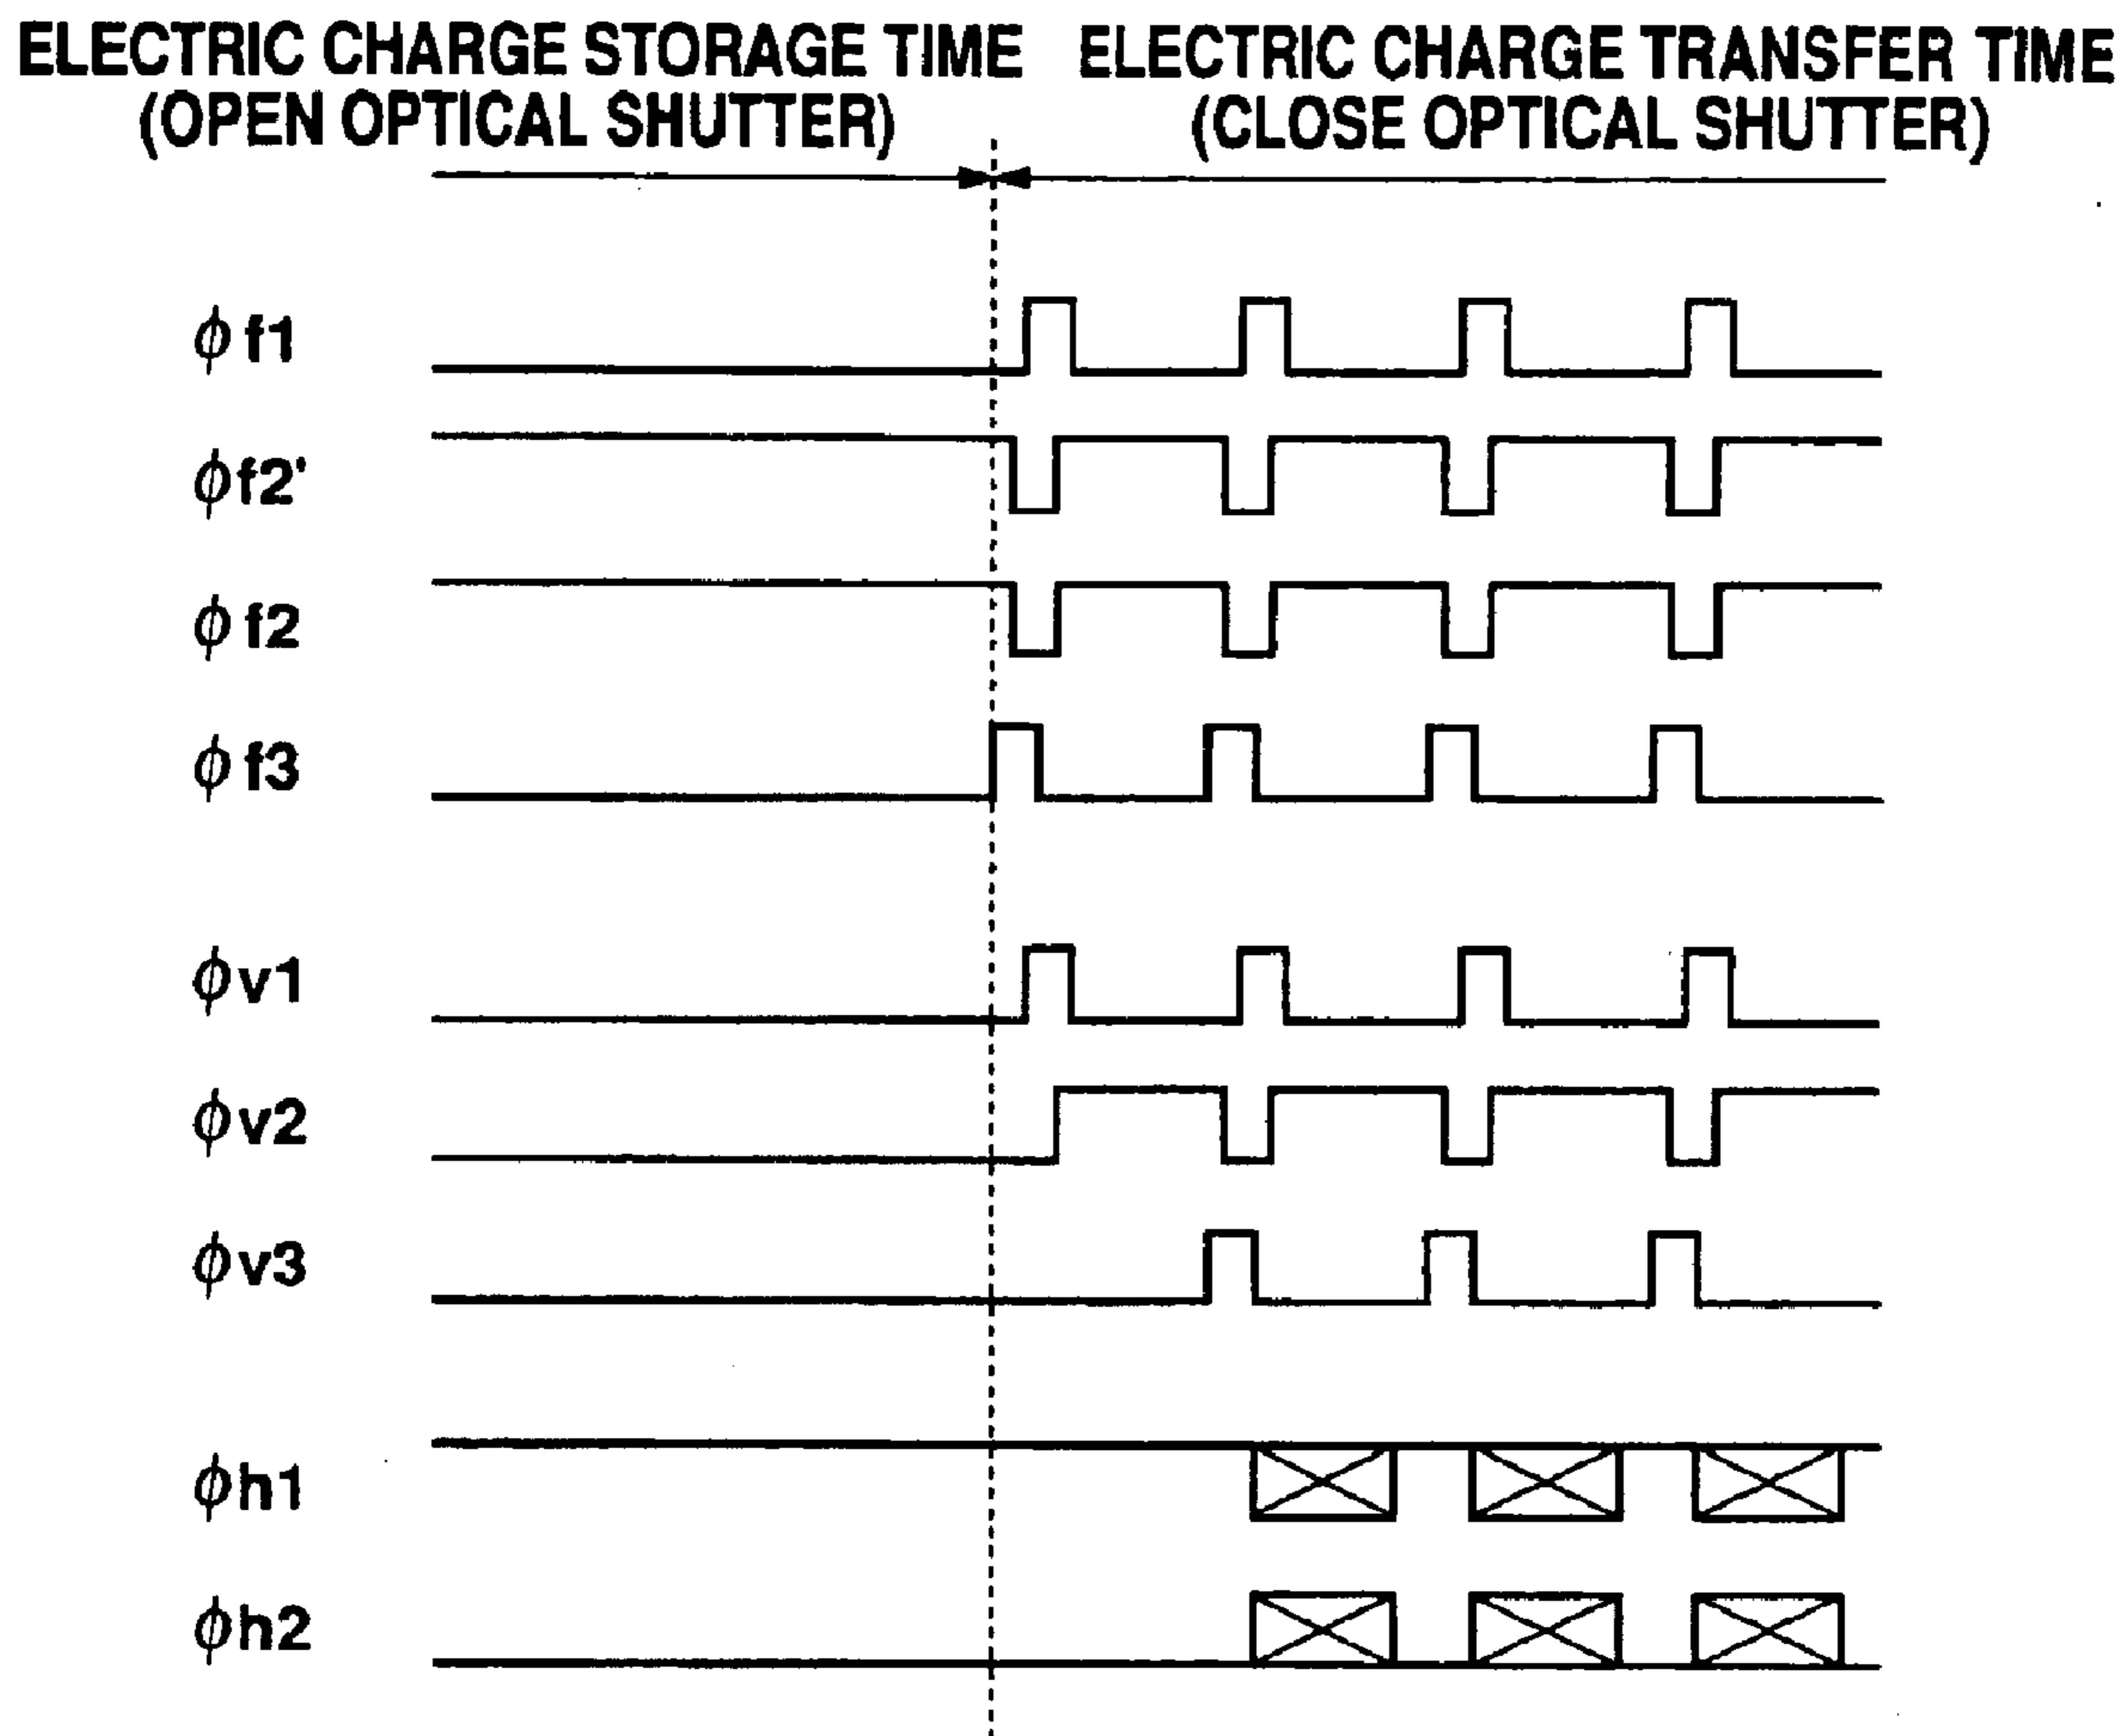 ELECTRIC CHARGE STORAGE TIME
(OPEN OPTICAL SHUTTER)
ELECTRIC CHARGE TRANSFER TIME
(CLOSE OPTICAL SHUTTER)
ϕf1
ϕf2'
ϕf2
ϕf3
ϕv1
ϕv2
ϕv3
ϕh1
ϕh2